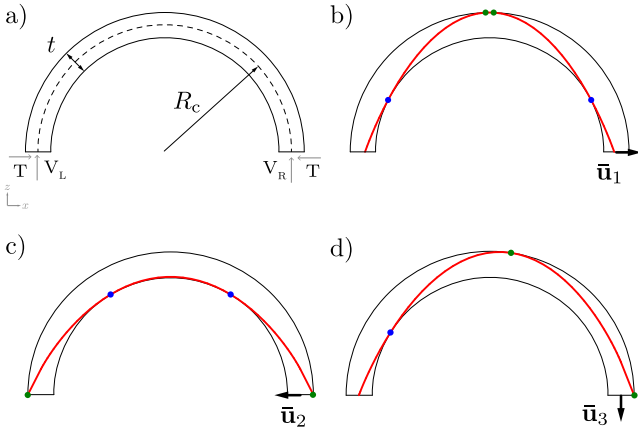 a)
t
R_c
T V_L V_R T
z
x
b)
ū_1
c)
ū_2
d)
ū_3